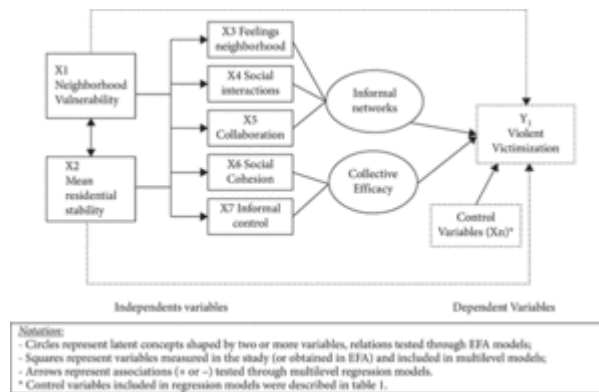 X1
Neighborhood
Vulnerability
X2
Mean
residential
stability
X3 Feelings
neighborhood
X4 Social
interactions
X5
Collaboration
X6 Social
Cohesion
X7 Informal
control
Informal
networks
Collective
Efficacy
Y1
Violent
Victimization
Control
Variables (Xn)*
Independents variables
Dependent Variables
Notation:
- Circles represent latent concepts shaped by two or more variables, relations tested through EFA models;
- Squares represent variables measured in the study (or obtained in EFA) and included in multilevel models;
- Arrows represent associations (+ or –) tested through multilevel regression models.
* Control variables included in regression models were described in table 1.